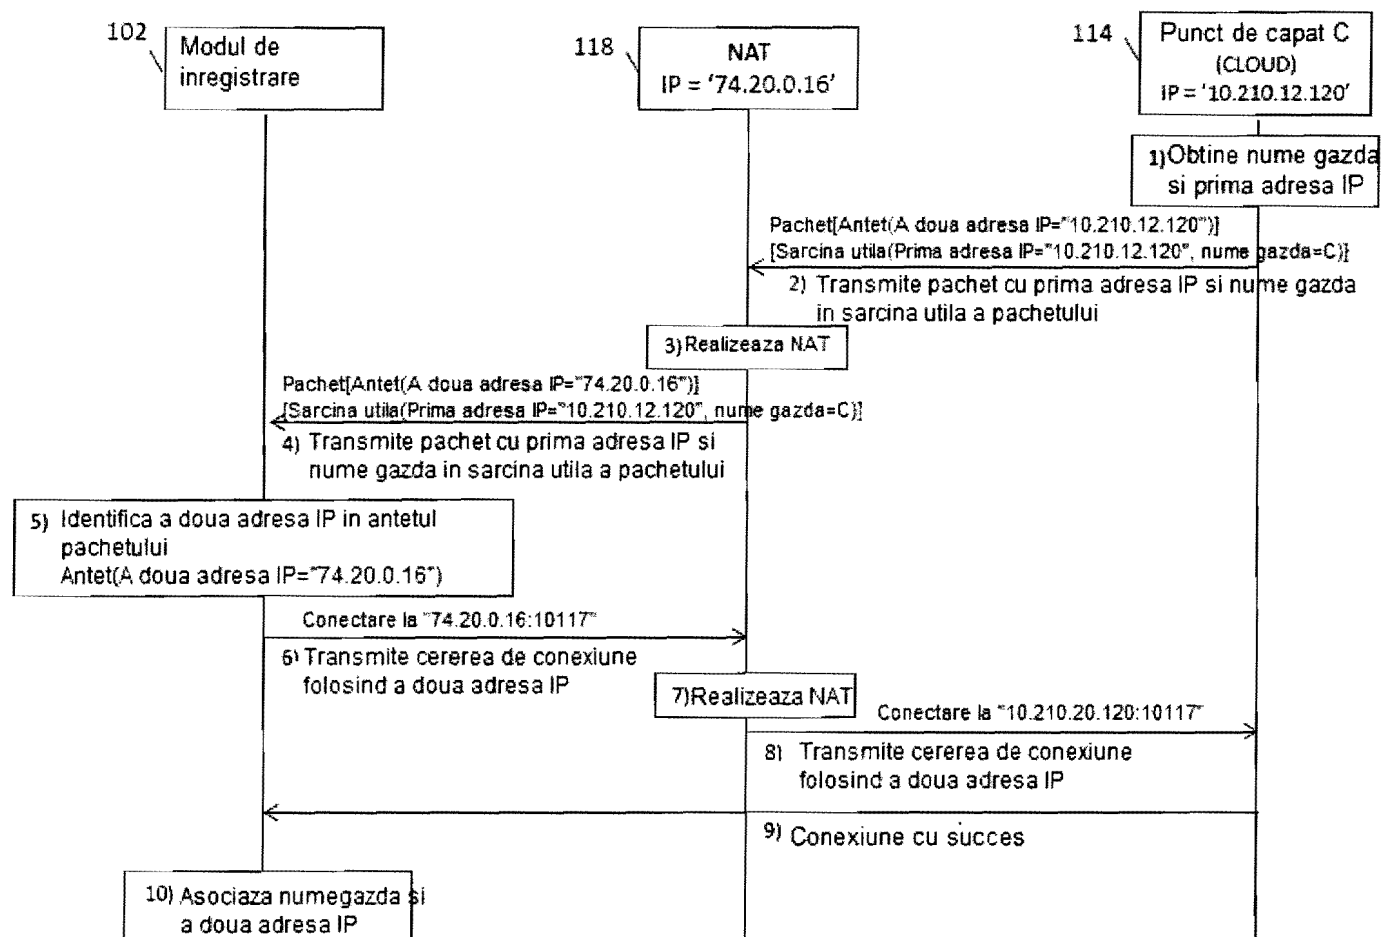 102
Modul de
inregistrare
118
NAT
IP = '74.20.0.16'
114
Punct de capat C
(CLOUD)
IP = '10.210.12.120'
1) Obtine nume gazda
si prima adresa IP
Pachet[Antet(A doua adresa IP="10.210.12.120")]
[Sarcina utila(Prima adresa IP="10.210.12.120", nume gazda=C)]
2) Transmite pachet cu prima adresa IP si nume gazda
in sarcina utila a pachetului
3) Realizeaza NAT
Pachet[Antet(A doua adresa IP="74.20.0.16")]
[Sarcina utila(Prima adresa IP="10.210.12.120", nume gazda=C)]
4) Transmite pachet cu prima adresa IP si
nume gazda in sarcina utila a pachetului
5) Identifica a doua adresa IP in antetul
pachetului
Antet(A doua adresa IP="74.20.0.16")
Conectare la "74.20.0.16:10117"
6) Transmite cererea de conexiune
folosind a doua adresa IP
7) Realizeaza NAT
Conectare la "10.210.20.120:10117"
8) Transmite cererea de conexiune
folosind a doua adresa IP
9) Conexiune cu succes
10) Asociaza numegazda si
a doua adresa IP